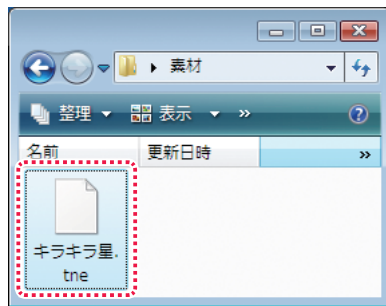 素材
整理 表示 »
名前 更新日時 »
キラキラ星.
tne